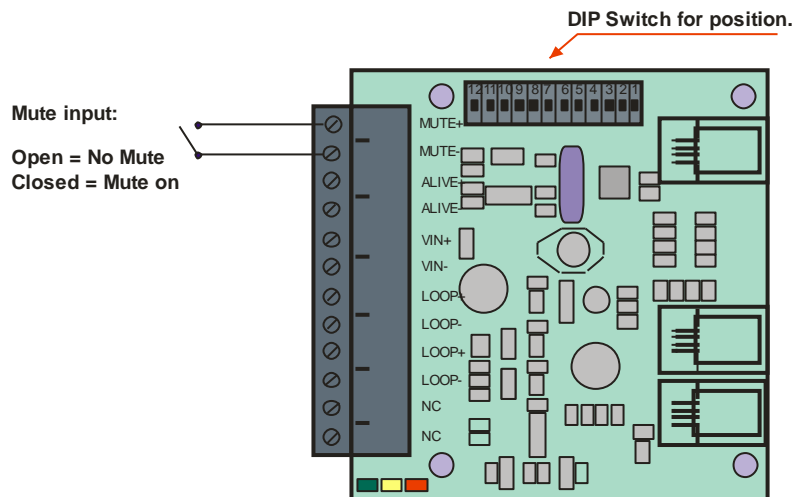 DIP Switch for position.
12 11 10 9 8 7 6 5 4 3 2 1
Mute input:
Open = No Mute
Closed = Mute on
MUTE+
MUTE-
ALIVE+
ALIVE-
VIN+
VIN-
LOOP+
LOOP-
LOOP+
LOOP-
NC
NC